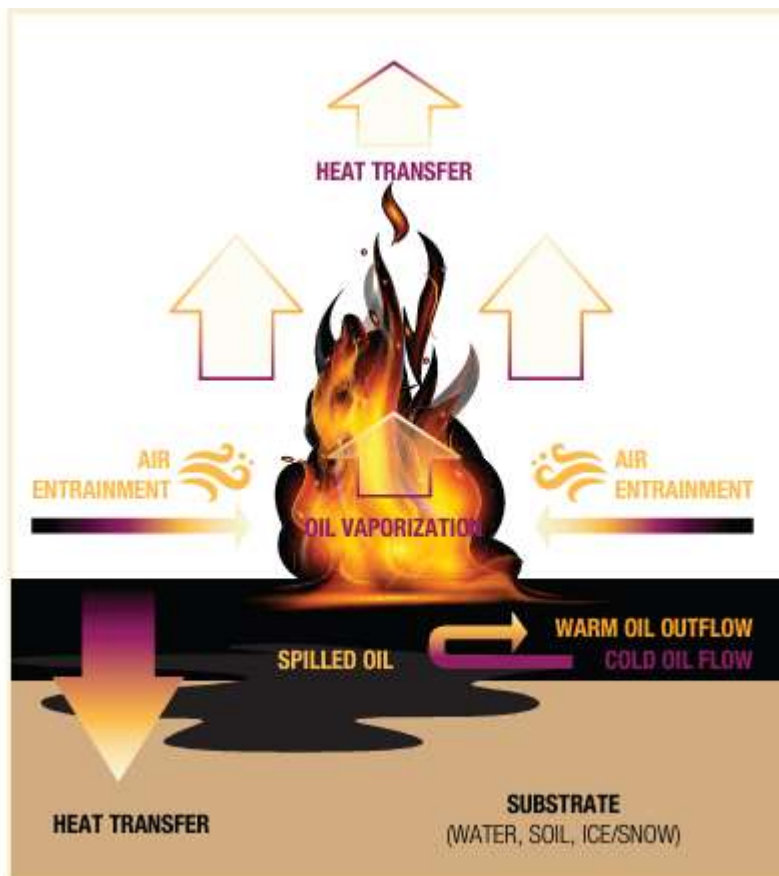 HEAT TRANSFER
AIR
ENTRAINMENT
AIR
ENTRAINMENT
OIL VAPORIZATION
WARM OIL OUTFLOW
SPILLED OIL
COLD OIL FLOW
HEAT TRANSFER
SUBSTRATE
(WATER, SOIL, ICE/SNOW)